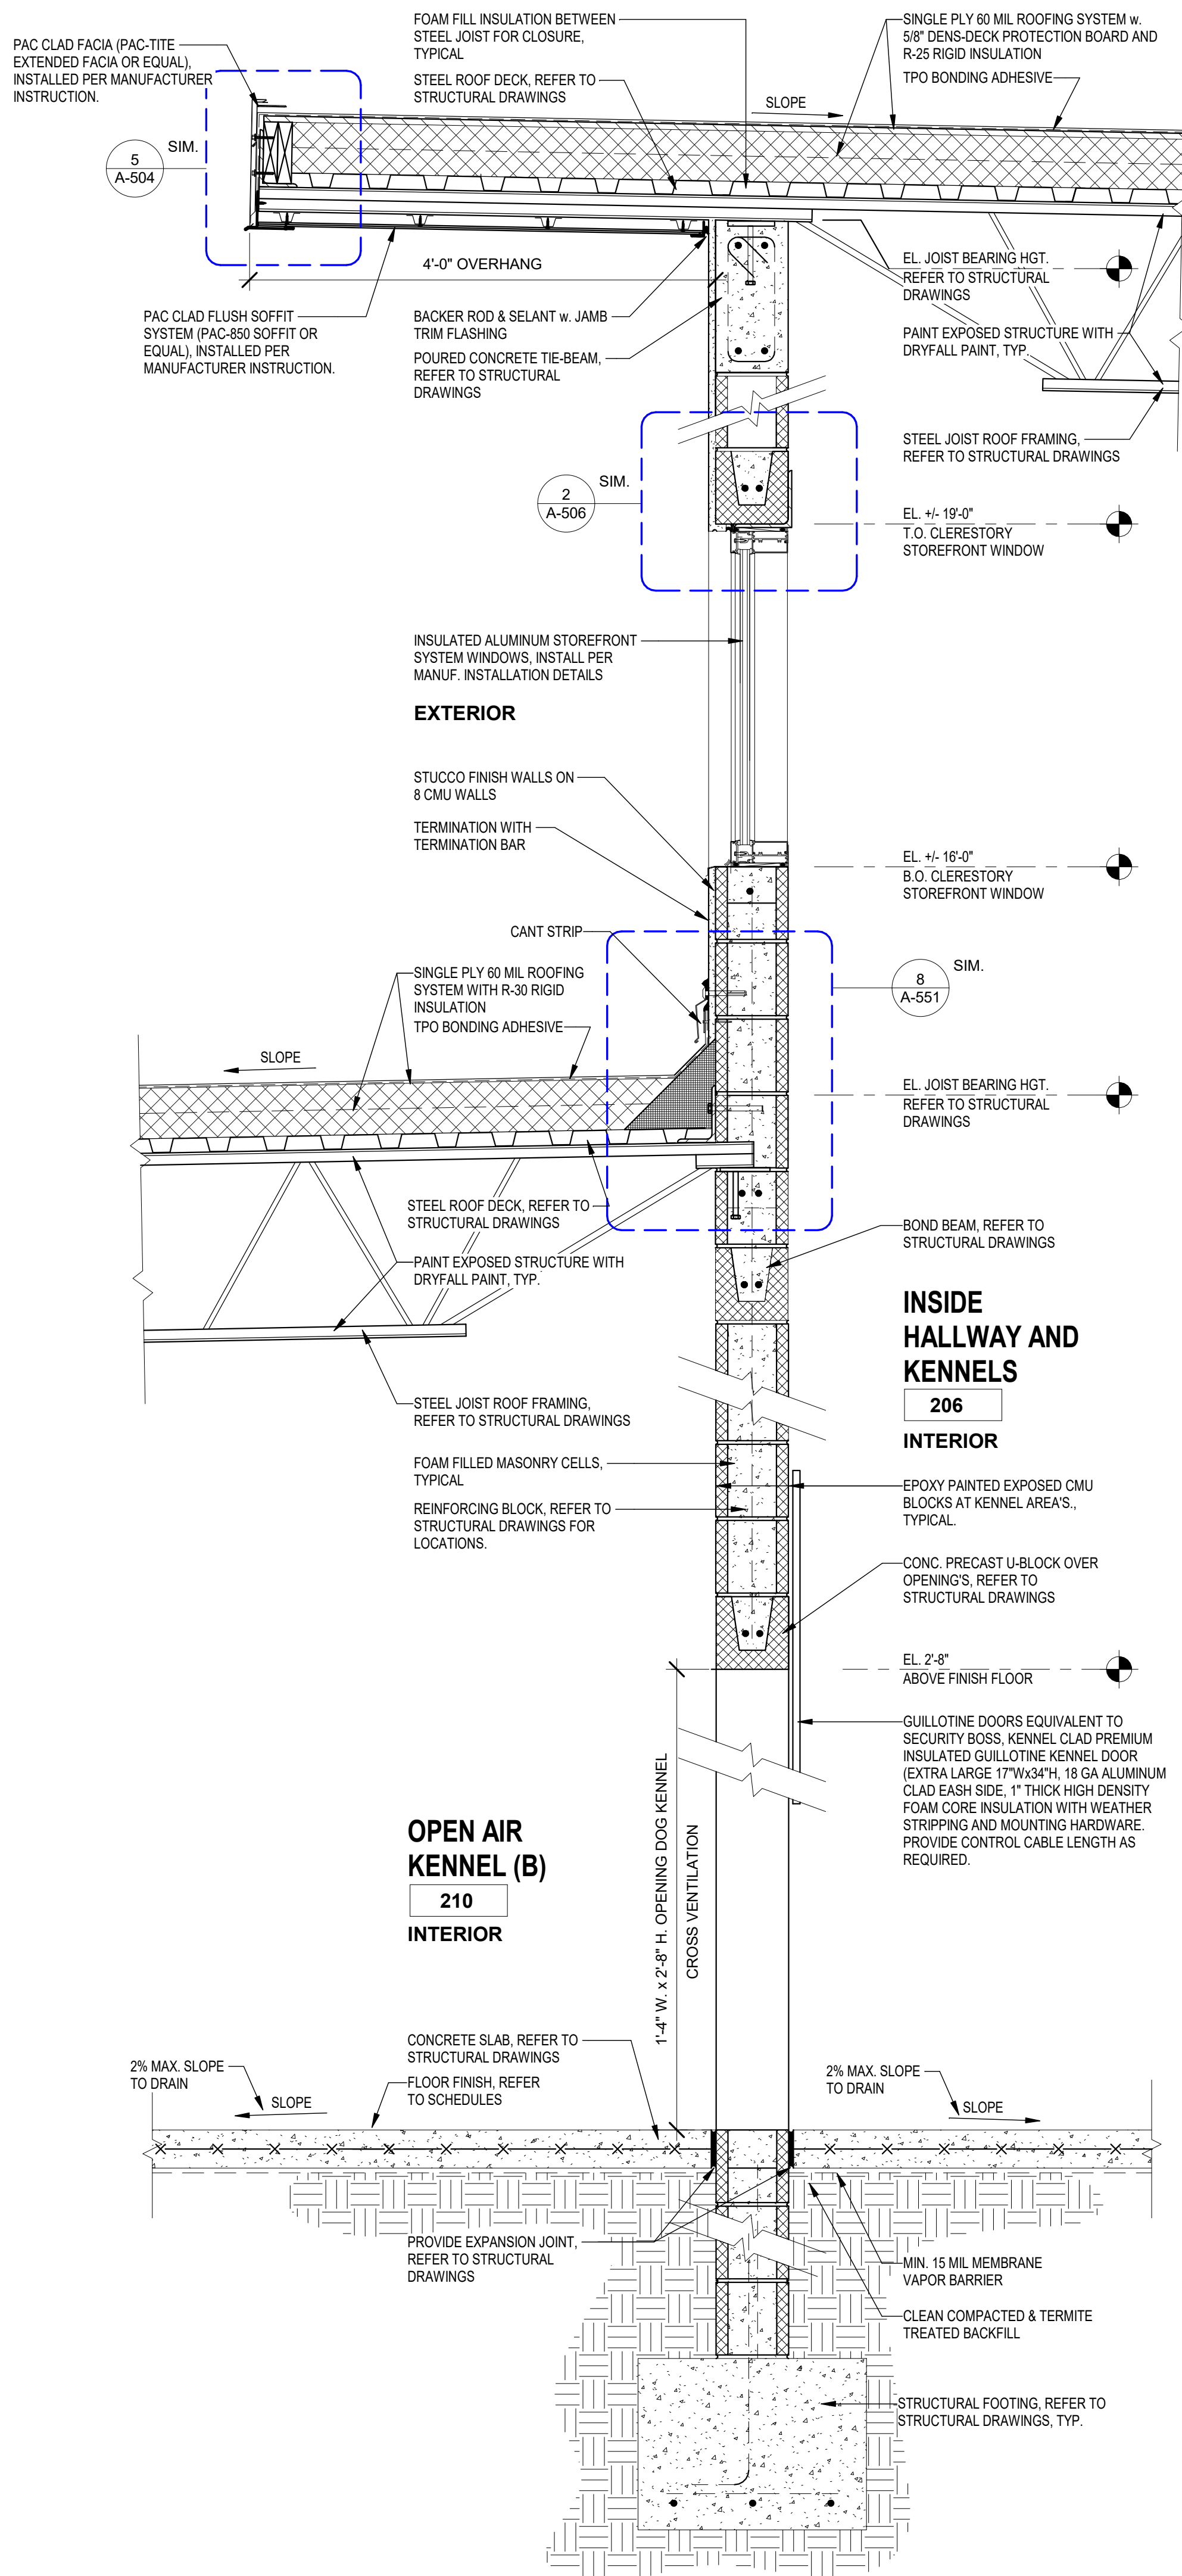 FOAM FILL INSULATION BETWEEN
STEEL JOIST FOR CLOSURE,
TYPICAL
SINGLE PLY 60 MIL ROOFING SYSTEM w.
5/8" DENS-DECK PROTECTION BOARD AND
R-25 RIGID INSULATION
PAC CLAD FACIA (PAC-TITE
EXTENDED FACIA OR EQUAL),
INSTALLED PER MANUFACTURER
INSTRUCTION.
STEEL ROOF DECK, REFER TO
STRUCTURAL DRAWINGS
TPO BONDING ADHESIVE
SLOPE
5
A-504
SIM.
4'-0" OVERHANG
EL. JOIST BEARING HGT.
REFER TO STRUCTURAL
DRAWINGS
PAC CLAD FLUSH SOFFIT
SYSTEM (PAC-850 SOFFIT OR
EQUAL), INSTALLED PER
MANUFACTURER INSTRUCTION.
BACKER ROD & SELANT w. JAMB
TRIM FLASHING
POURED CONCRETE TIE-BEAM,
REFER TO STRUCTURAL
DRAWINGS
PAINT EXPOSED STRUCTURE WITH
DRYFALL PAINT, TYP.
STEEL JOIST ROOF FRAMING,
REFER TO STRUCTURAL DRAWINGS
2
A-506
SIM.
EL. +/- 19'-0"
T.O. CLERESTORY
STOREFRONT WINDOW
INSULATED ALUMINUM STOREFRONT
SYSTEM WINDOWS, INSTALL PER
MANUF. INSTALLATION DETAILS
EXTERIOR
STUCCO FINISH WALLS ON
8 CMU WALLS
TERMINATION WITH
TERMINATION BAR
EL. +/- 16'-0"
B.O. CLERESTORY
STOREFRONT WINDOW
CANT STRIP
SINGLE PLY 60 MIL ROOFING
SYSTEM WITH R-30 RIGID
INSULATION
TPO BONDING ADHESIVE
8
A-551
SIM.
SLOPE
EL. JOIST BEARING HGT.
REFER TO STRUCTURAL
DRAWINGS
STEEL ROOF DECK, REFER TO
STRUCTURAL DRAWINGS
BOND BEAM, REFER TO
STRUCTURAL DRAWINGS
PAINT EXPOSED STRUCTURE WITH
DRYFALL PAINT, TYP.
INSIDE
HALLWAY AND
KENNELS
206
INTERIOR
STEEL JOIST ROOF FRAMING,
REFER TO STRUCTURAL DRAWINGS
FOAM FILLED MASONRY CELLS,
TYPICAL
REINFORCING BLOCK, REFER TO
STRUCTURAL DRAWINGS FOR
LOCATIONS.
EPOXY PAINTED EXPOSED CMU
BLOCKS AT KENNEL AREA'S.,
TYPICAL.
CONC. PRECAST U-BLOCK OVER
OPENING'S, REFER TO
STRUCTURAL DRAWINGS
EL. 2'-8"
ABOVE FINISH FLOOR
GUILLOTINE DOORS EQUIVALENT TO
SECURITY BOSS, KENNEL CLAD PREMIUM
INSULATED GUILLOTINE KENNEL DOOR
(EXTRA LARGE 17"Wx34"H, 18 GA ALUMINUM
CLAD EASH SIDE, 1" THICK HIGH DENSITY
FOAM CORE INSULATION WITH WEATHER
STRIPPING AND MOUNTING HARDWARE.
PROVIDE CONTROL CABLE LENGTH AS
REQUIRED.
OPEN AIR
KENNEL (B)
210
INTERIOR
1'-4" W. x 2'-8" H. OPENING DOG KENNEL
CROSS VENTILATION
CONCRETE SLAB, REFER TO
STRUCTURAL DRAWINGS
2% MAX. SLOPE
TO DRAIN
FLOOR FINISH, REFER
TO SCHEDULES
SLOPE
2% MAX. SLOPE
TO DRAIN
SLOPE
PROVIDE EXPANSION JOINT,
REFER TO STRUCTURAL
DRAWINGS
MIN. 15 MIL MEMBRANE
VAPOR BARRIER
CLEAN COMPACTED & TERMITE
TREATED BACKFILL
STRUCTURAL FOOTING, REFER TO
STRUCTURAL DRAWINGS, TYP.